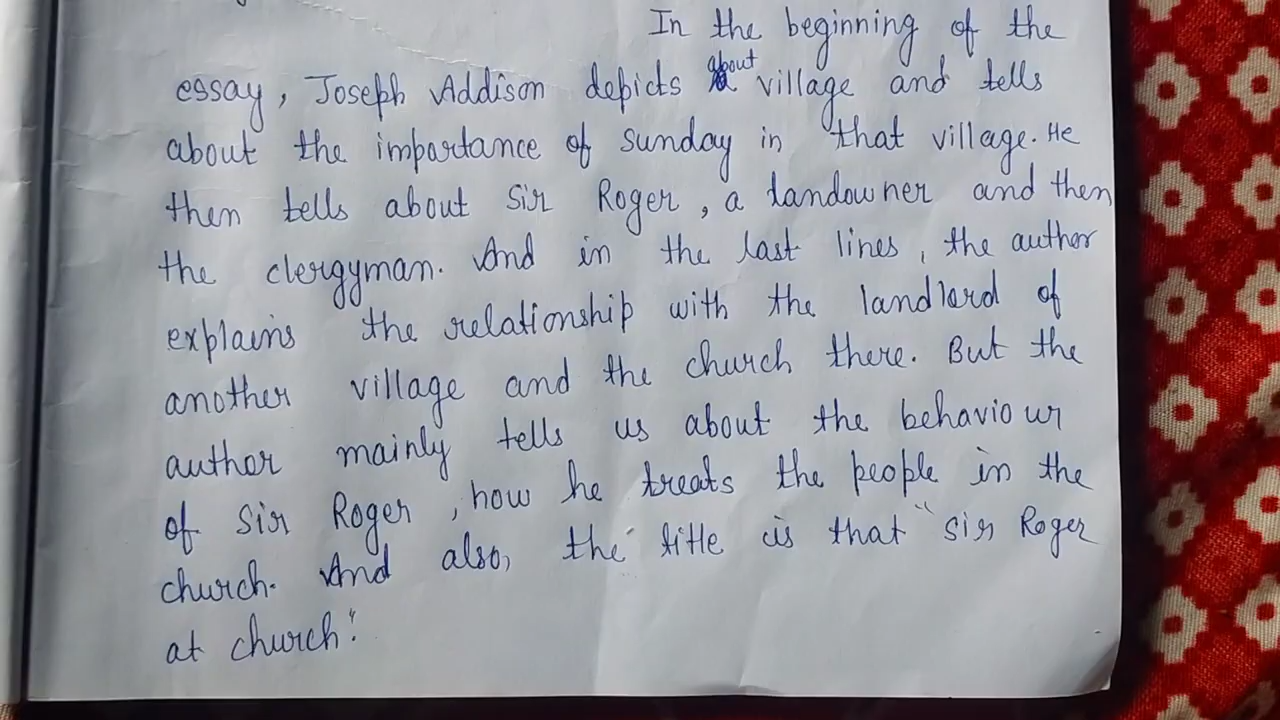 In the beginning of the
essay, Joseph Addison depicts about village and tells
about the importance of Sunday in that village. He
then tells about Sir Roger, a landowner and then
the clergyman. And in the last lines, the author
explains the relationship with the landlord of
another village and the church there. But the
author mainly tells us about the behaviour
of Sir Roger, how he treats the people in the
church. And also, the title is that "Sir Roger
at church."